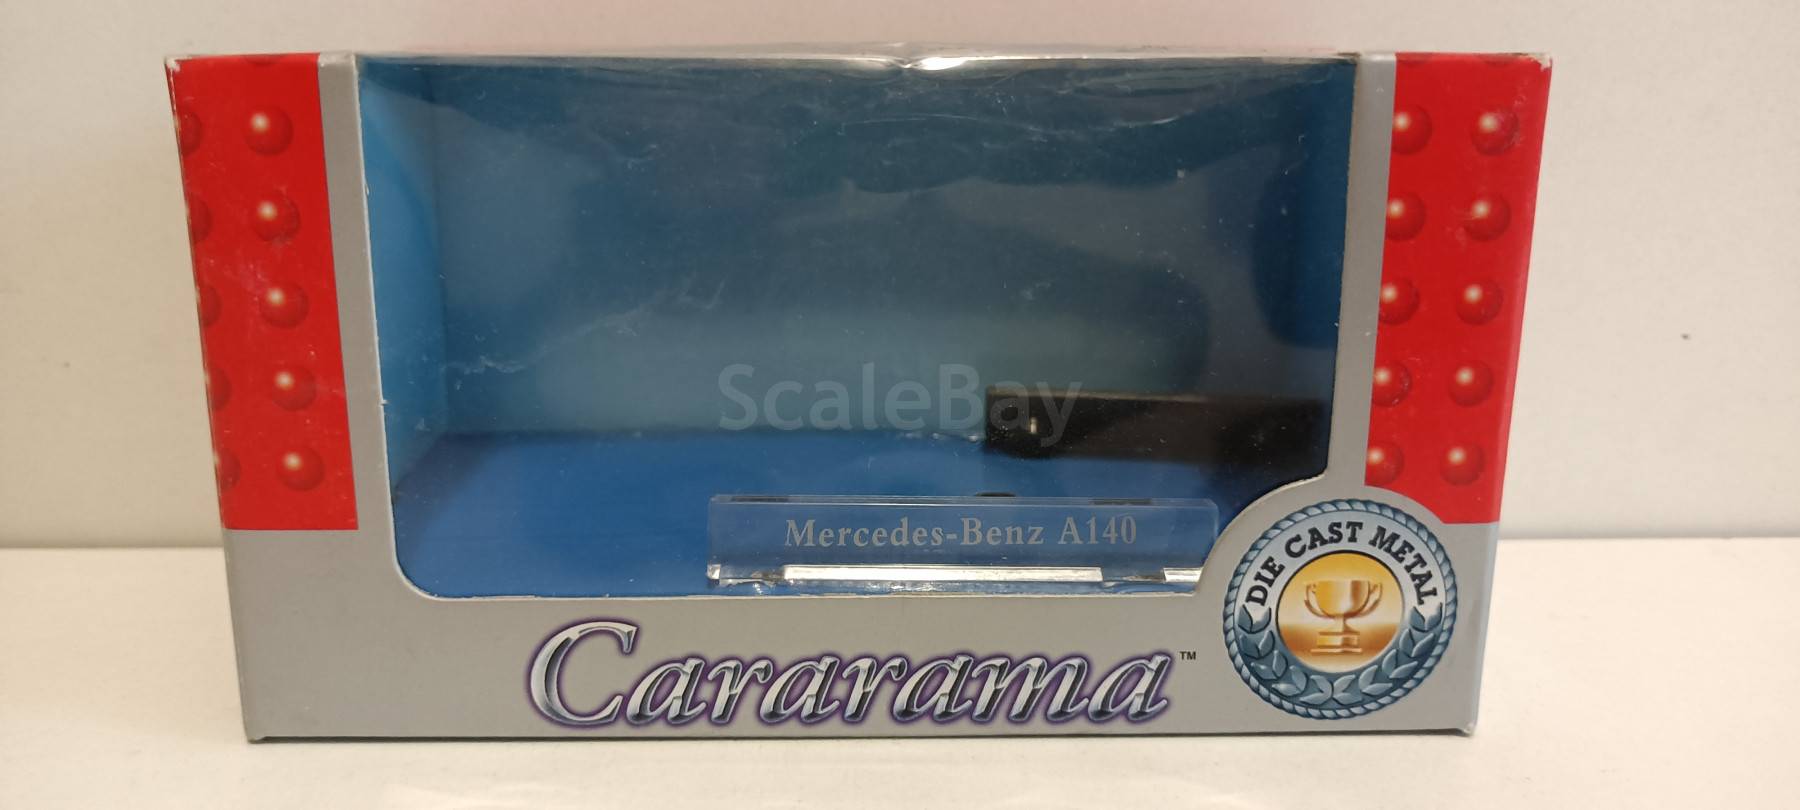 ScaleBay
Mercedes-Benz A140
DIE CAST METAL
Cararama™